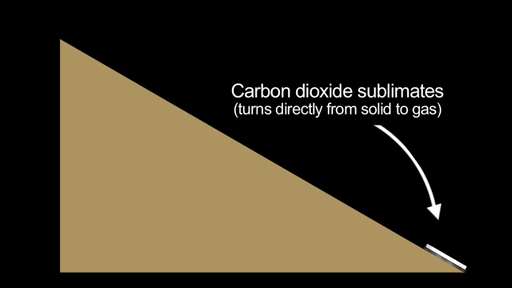 Carbon dioxide sublimates
(turns directly from solid to gas)